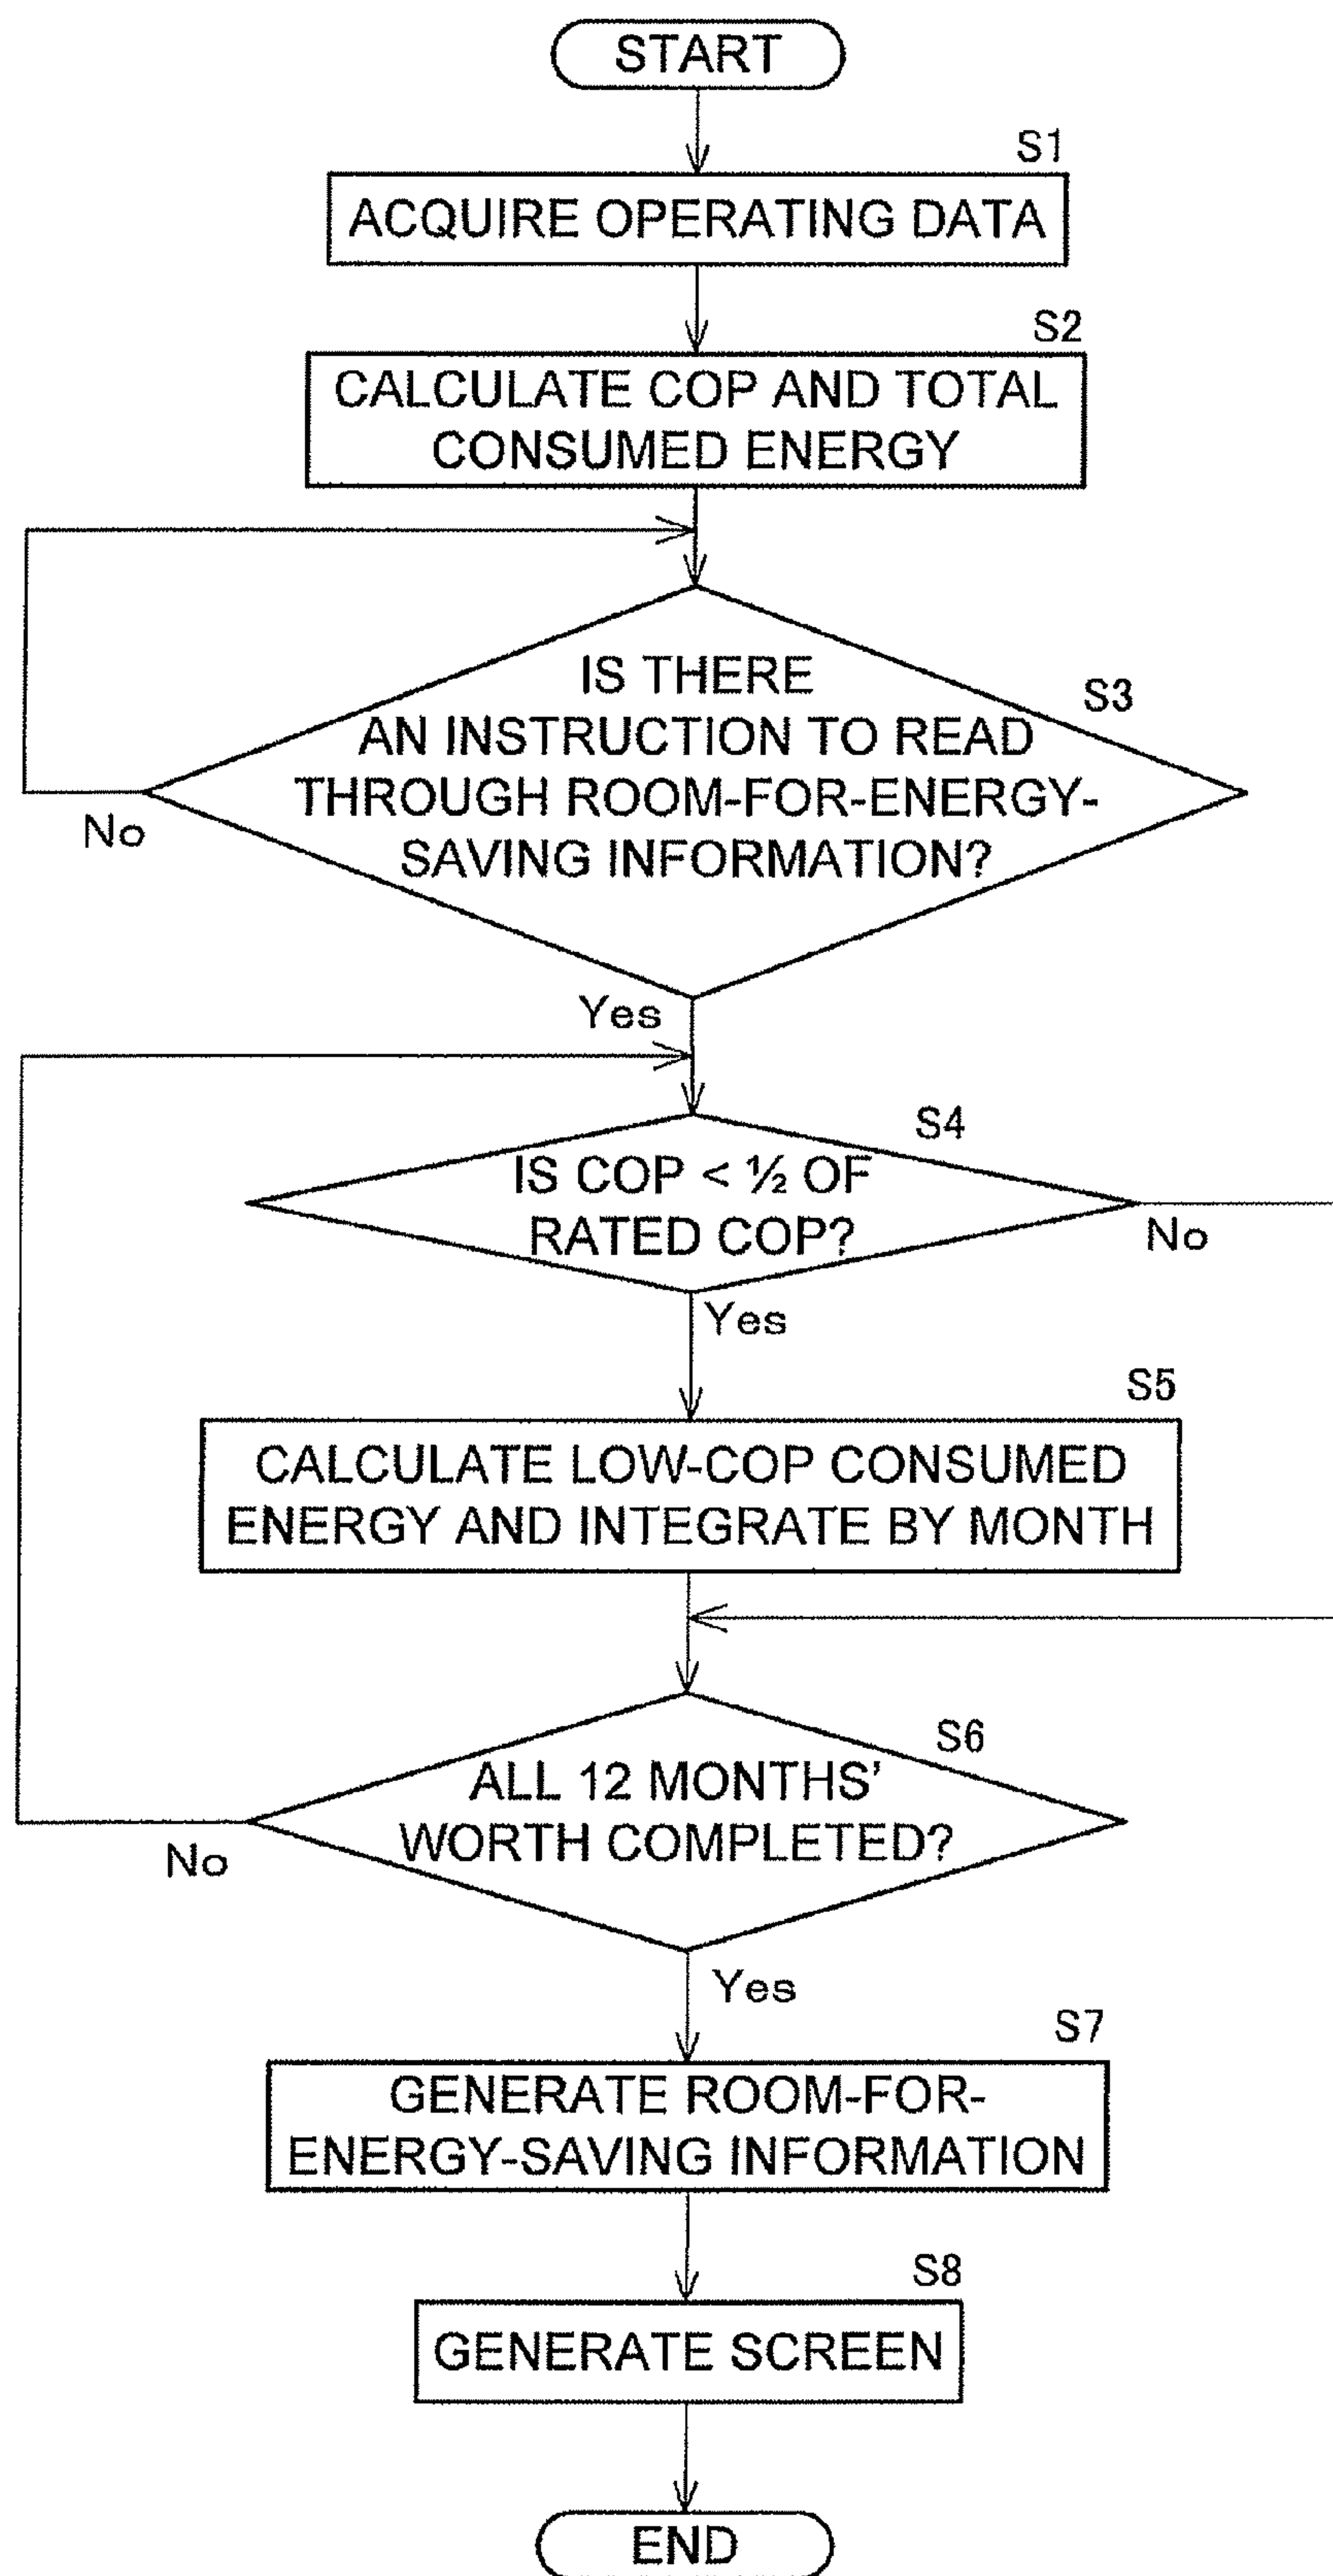 START
S1
ACQUIRE OPERATING DATA
S2
CALCULATE COP AND TOTAL
CONSUMED ENERGY
IS THERE
S3
AN INSTRUCTION TO READ
THROUGH ROOM-FOR-ENERGY-
No
SAVING INFORMATION?
Yes
S4
IS COP < ½ OF
RATED COP?
No
Yes
S5
CALCULATE LOW-COP CONSUMED
ENERGY AND INTEGRATE BY MONTH
S6
ALL 12 MONTHS’
WORTH COMPLETED?
No
Yes
S7
GENERATE ROOM-FOR-
ENERGY-SAVING INFORMATION
S8
GENERATE SCREEN
END